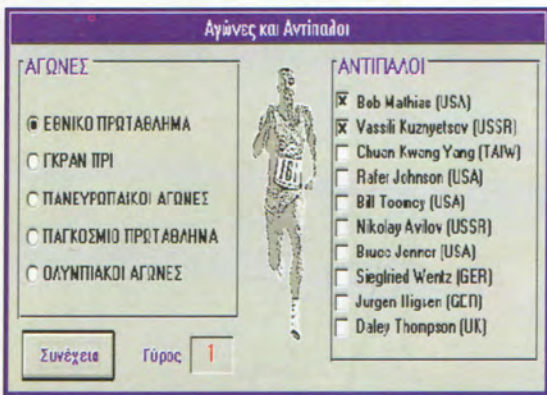 Αγώνες και Αντίπαλοι
ΑΓΩΝΕΣ
ΕΘΝΙΚΟ ΠΡΩΤΑΘΛΗΜΑ
ΓΚΡΑΝ ΠΡΙ
ΠΑΝΕΥΡΩΠΑΙΚΟΙ ΑΓΩΝΕΣ
ΠΑΓΚΟΣΜΙΟ ΠΡΩΤΑΘΛΗΜΑ
ΟΛΥΜΠΙΑΚΟΙ ΑΓΩΝΕΣ
Συνέχεια
Γύρος 1
161
ΑΝΤΙΠΑΛΟΙ
Bob Mathias (USA)
Vassili Kuznyetsov (USSR)
Chuan Kwang Yang (TAIW)
Rafer Johnson (USA)
Bill Toomey (USA)
Nikolay Avilov (USSR)
Bruce Jenner (USA)
Siegfried Wentz (GER)
Jurgen Higsen (GER)
Daley Thompson (UK)